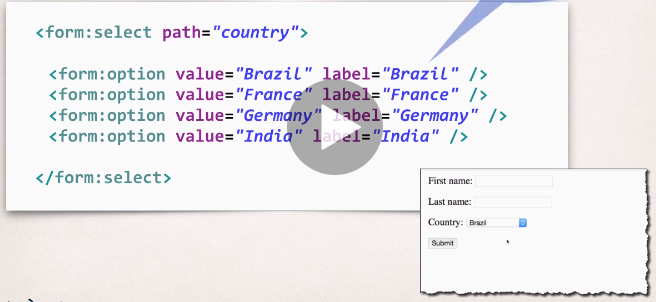 <form:select path="country">
<form:option value="Brazil" label="Brazil" />
<form:option value="France" label="France" />
<form:option value="Germany" label="Germany" />
<form:option value="India" label="India" />
</form:select>
First name:
Last name:
Country: Brazil
Submit